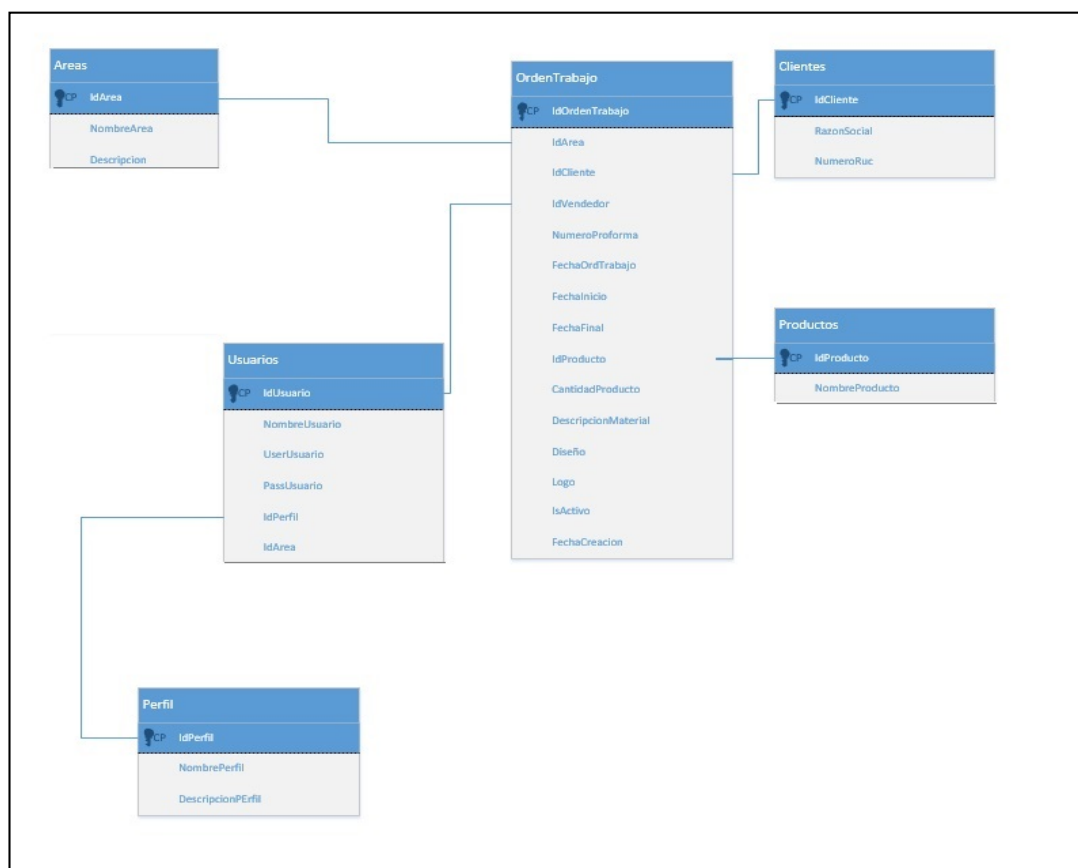 Areas
CP IdArea
NombreArea
Descripcion
OrdenTrabajo
CP IdOrdenTrabajo
IdArea
IdCliente
IdVendedor
NumeroProforma
FechaOrdTrabajo
FechaInicio
FechaFinal
IdProducto
CantidadProducto
DescripcionMaterial
Diseño
Logo
IsActivo
FechaCreacion
Clientes
CP IdCliente
RazonSocial
NumeroRuc
Productos
CP IdProducto
NombreProducto
Usuarios
CP IdUsuario
NombreUsuario
UserUsuario
PassUsuario
IdPerfil
IdArea
Perfil
CP IdPerfil
NombrePerfil
DescripcionPErfil